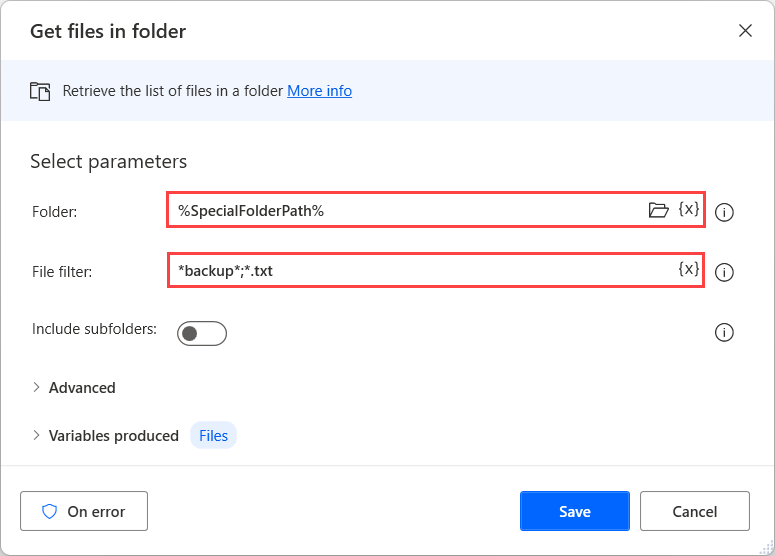 Get files in folder
Retrieve the list of files in a folder More info
Select parameters
Folder: %SpecialFolderPath% {x}
File filter: *backup*;*.txt {x}
Include subfolders:
Advanced
Variables produced Files
On error Save Cancel